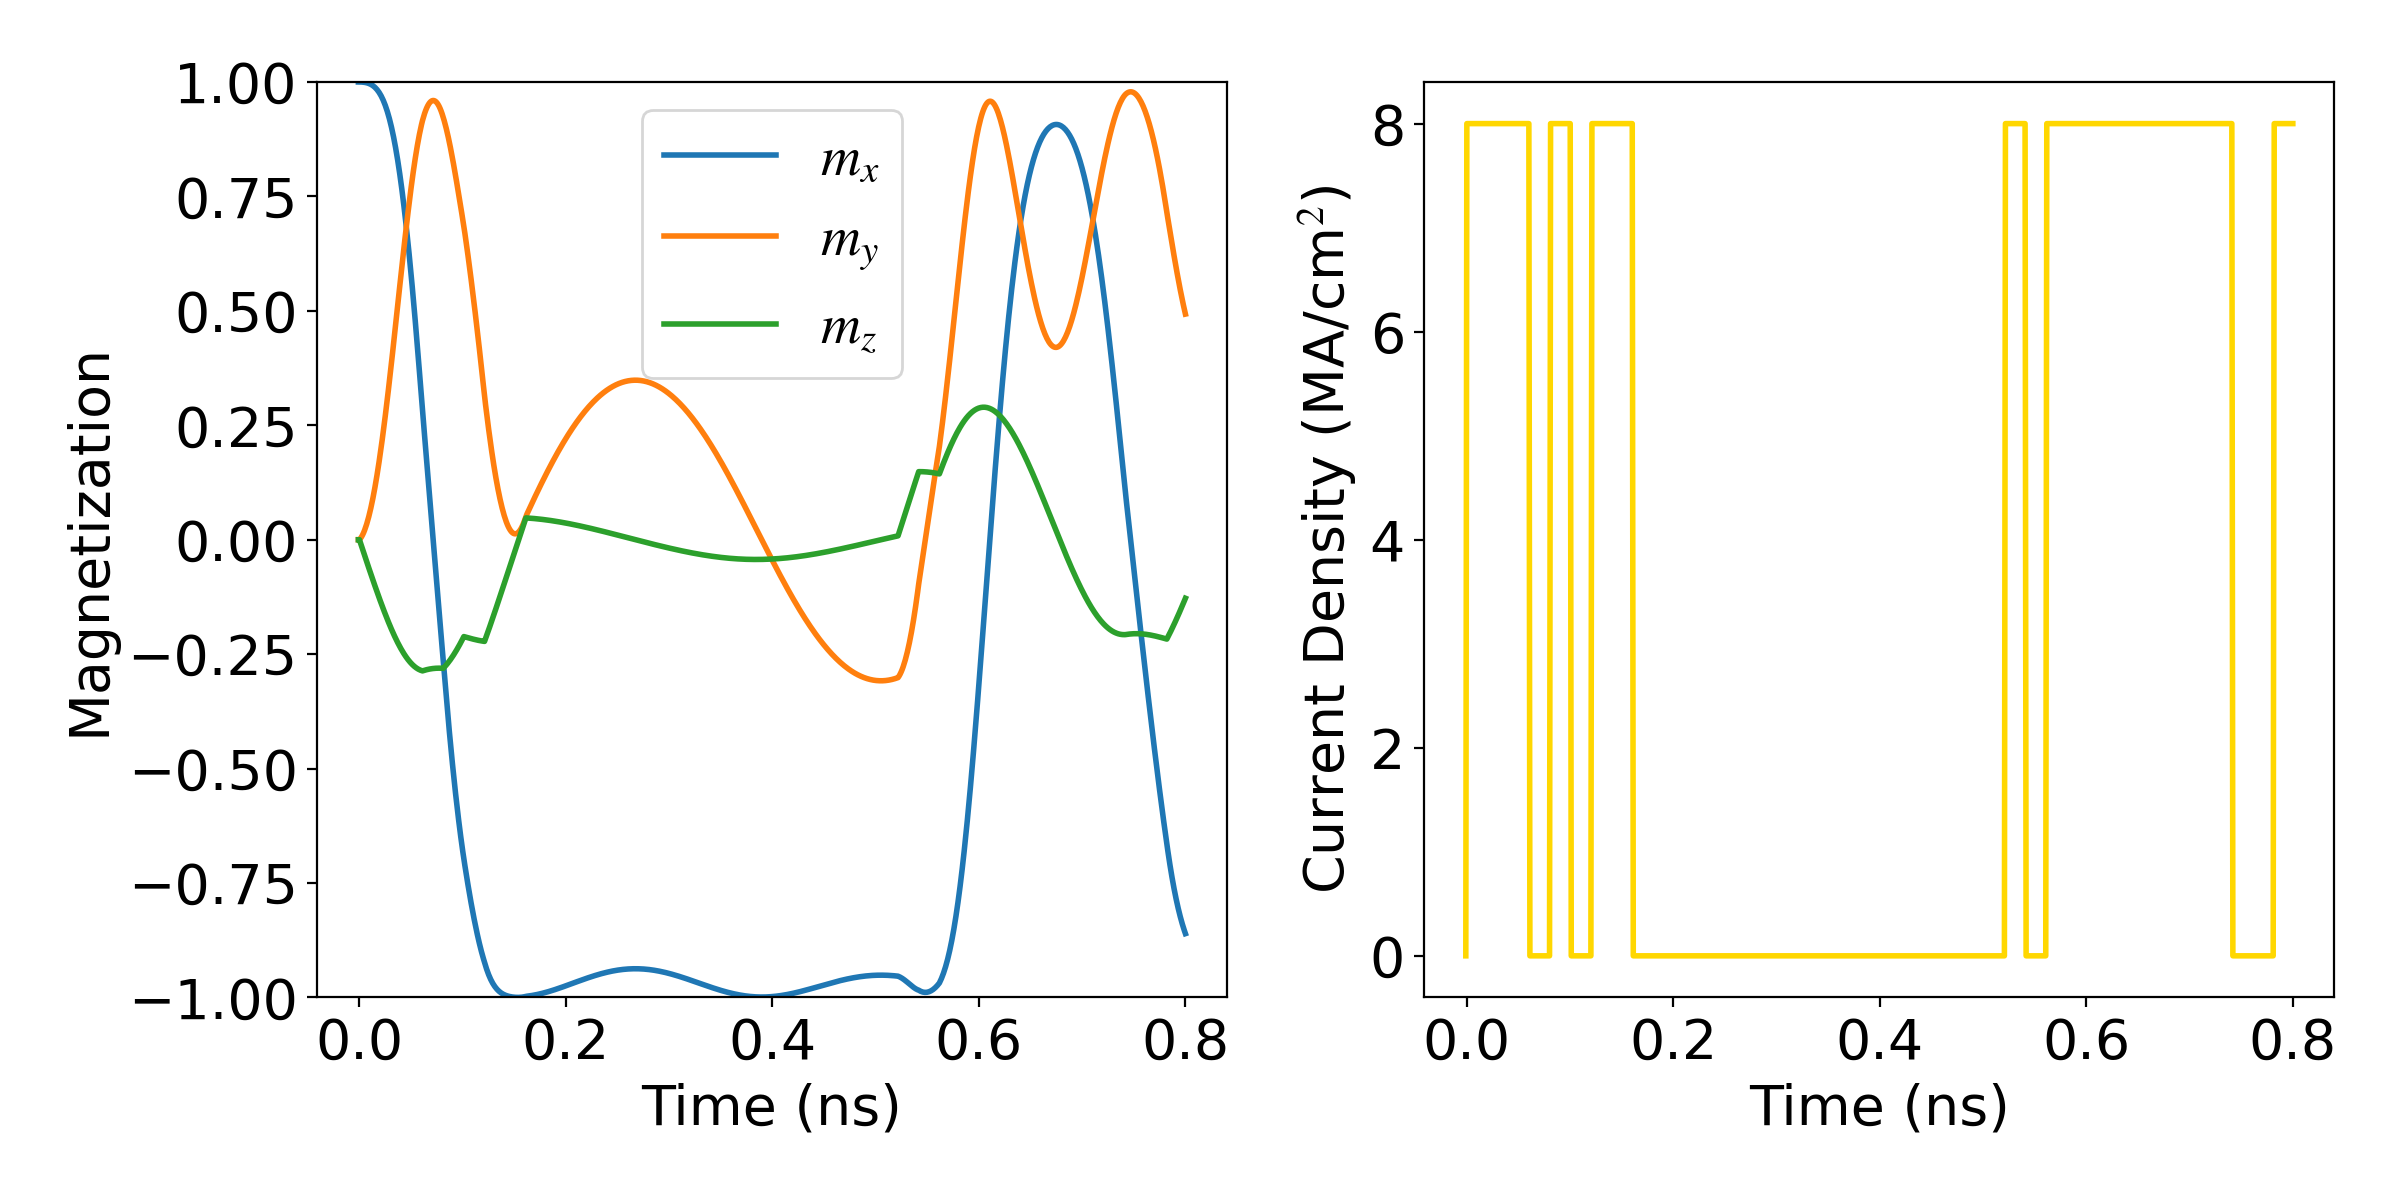 1.00
0.75
0.50
0.25
0.00
−0.25
−0.50
−0.75
−1.00
Magnetization
0.0 0.2 0.4 0.6 0.8
Time (ns)
m_x
m_y
m_z
8
6
4
2
0
Current Density (MA/cm²)
0.0 0.2 0.4 0.6 0.8
Time (ns)